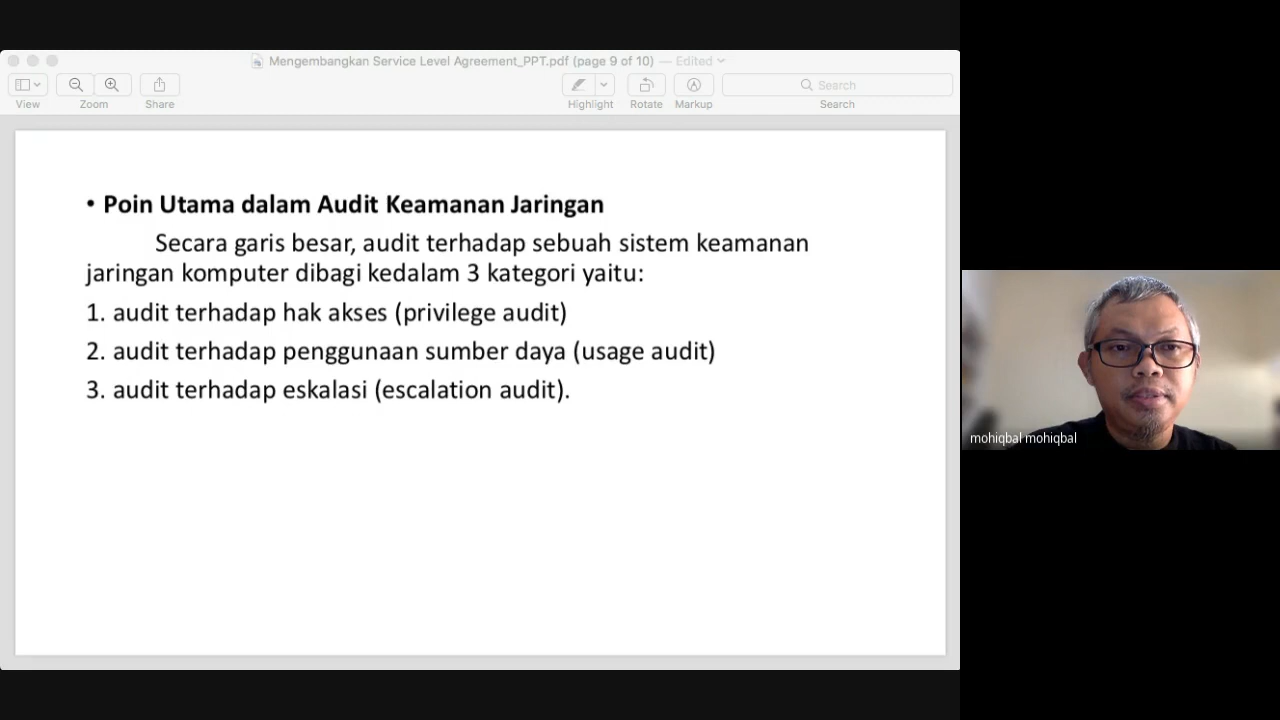 Mengembangkan Service Level Agreement_PPT.pdf (page 9 of 10) — Edited
View
Zoom
Share
Highlight
Rotate
Markup
Search
Search
• Poin Utama dalam Audit Keamanan Jaringan
Secara garis besar, audit terhadap sebuah sistem keamanan
jaringan komputer dibagi kedalam 3 kategori yaitu:
1. audit terhadap hak akses (privilege audit)
2. audit terhadap penggunaan sumber daya (usage audit)
3. audit terhadap eskalasi (escalation audit).
mohiqbal mohiqbal